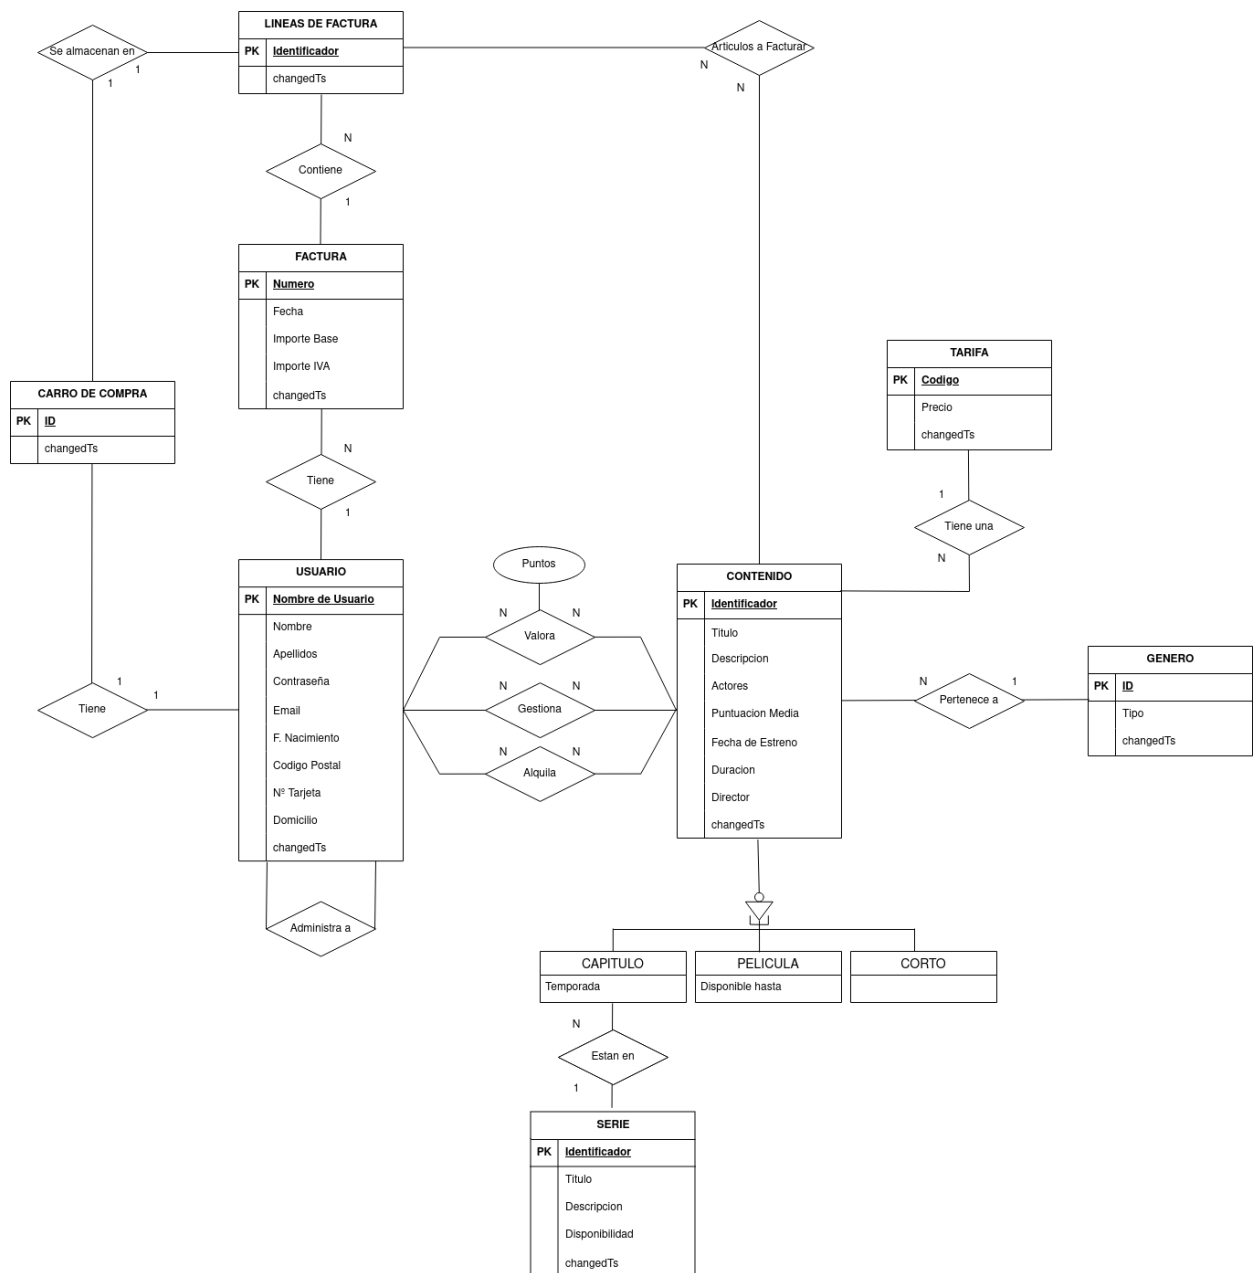 LINEAS DE FACTURA
PK Identificador
changedTs
Se almacenan en
1
1
Articulos a Facturar
N
N
N
Contiene
1
FACTURA
PK Numero
Fecha
Importe Base
Importe IVA
changedTs
CARRO DE COMPRA
PK ID
changedTs
TARIFA
PK Codigo
Precio
changedTs
N
Tiene
1
1
Tiene una
N
USUARIO
PK Nombre de Usuario
Nombre
Apellidos
Contraseña
Email
F. Nacimiento
Codigo Postal
Nº Tarjeta
Domicilio
changedTs
1
1
Tiene
Puntos
N N
Valora
N N
Gestiona
N N
Alquila
CONTENIDO
PK Identificador
Titulo
Descripcion
Actores
Puntuacion Media
Fecha de Estreno
Duracion
Director
changedTs
N 1
Pertenece a
GENERO
PK ID
Tipo
changedTs
Administra a
CAPITULO
Temporada
PELICULA
Disponible hasta
CORTO
N
Estan en
1
SERIE
PK Identificador
Titulo
Descripcion
Disponibilidad
changedTs